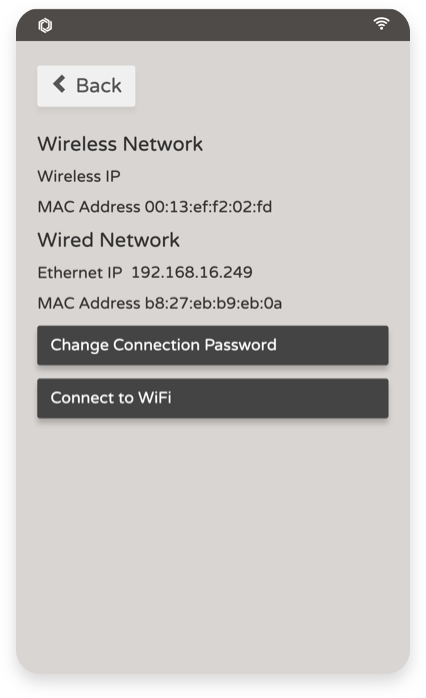 Back
Wireless Network
Wireless IP
MAC Address 00:13:ef:f2:02:fd
Wired Network
Ethernet IP 192.168.16.249
MAC Address b8:27:eb:b9:eb:0a
Change Connection Password
Connect to WiFi